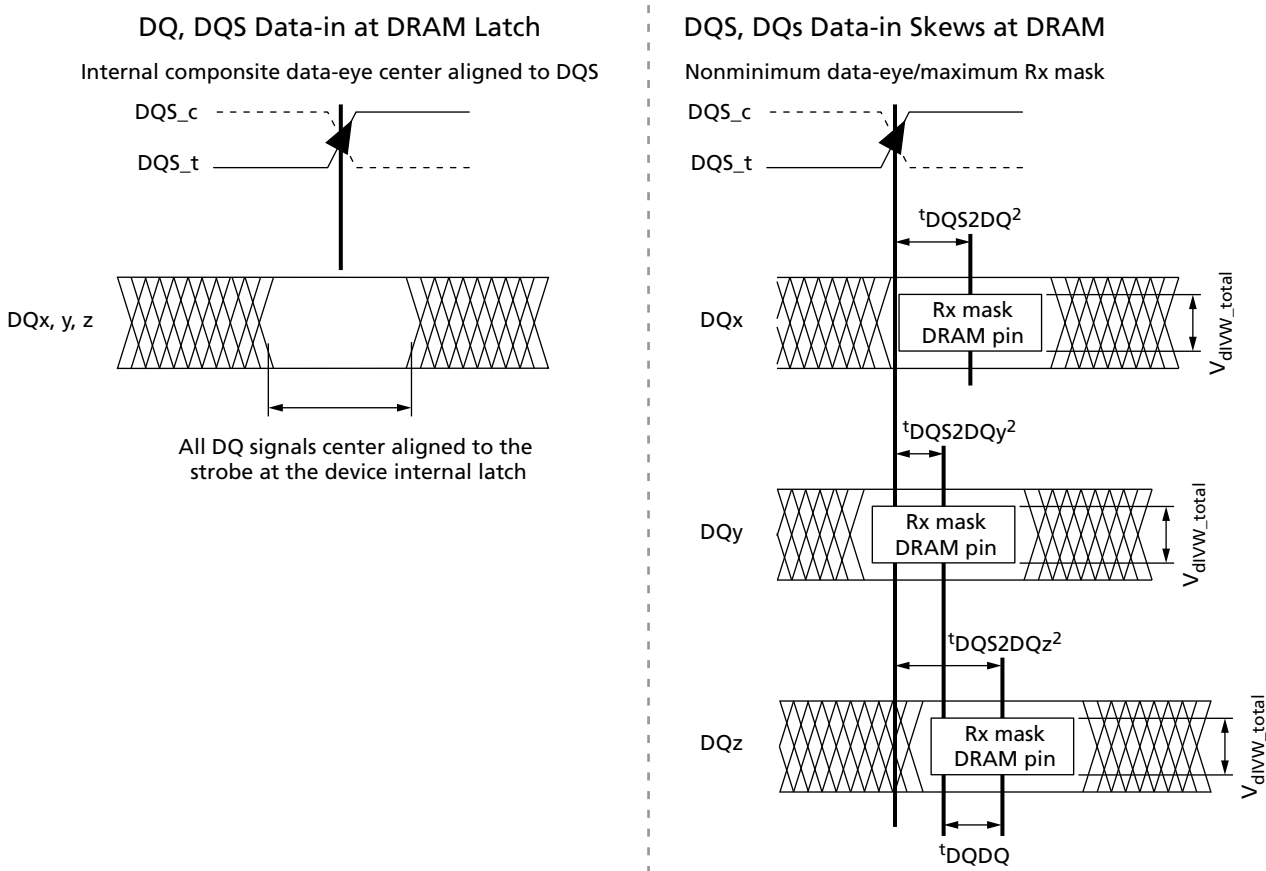 DQ, DQS Data-in at DRAM Latch
Internal componsite data-eye center aligned to DQS
DQS_c
DQS_t
DQx, y, z
All DQ signals center aligned to the
strobe at the device internal latch
DQS, DQs Data-in Skews at DRAM
Nonminimum data-eye/maximum Rx mask
DQS_c
DQS_t
tDQS2DQ2
DQx
Rx mask
DRAM pin
VdIVW_total
tDQS2DQy2
DQy
Rx mask
DRAM pin
VdIVW_total
tDQS2DQz2
DQz
Rx mask
DRAM pin
VdIVW_total
tDQDQ